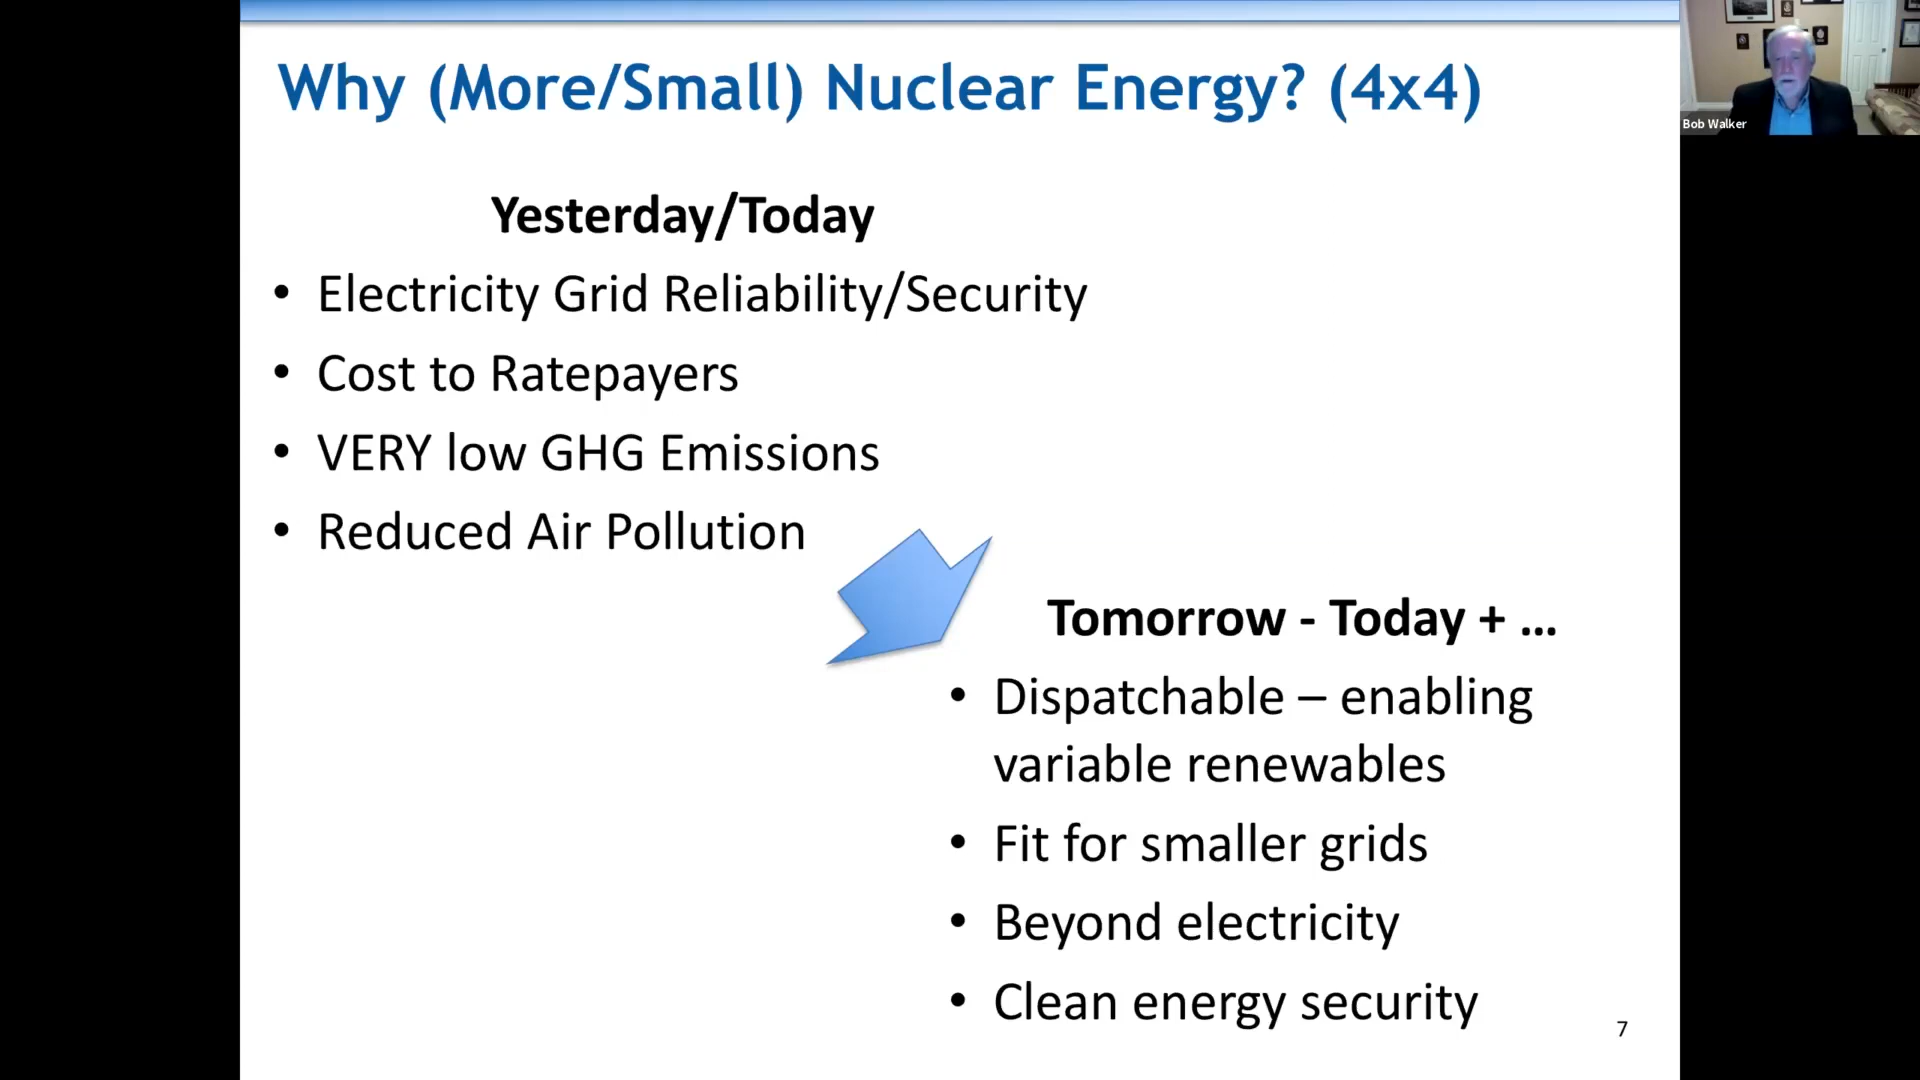 Why (More/Small) Nuclear Energy? (4x4)
Bob Walker
Yesterday/Today
• Electricity Grid Reliability/Security
• Cost to Ratepayers
• VERY low GHG Emissions
• Reduced Air Pollution
Tomorrow - Today + ...
• Dispatchable – enabling
variable renewables
• Fit for smaller grids
• Beyond electricity
• Clean energy security
7